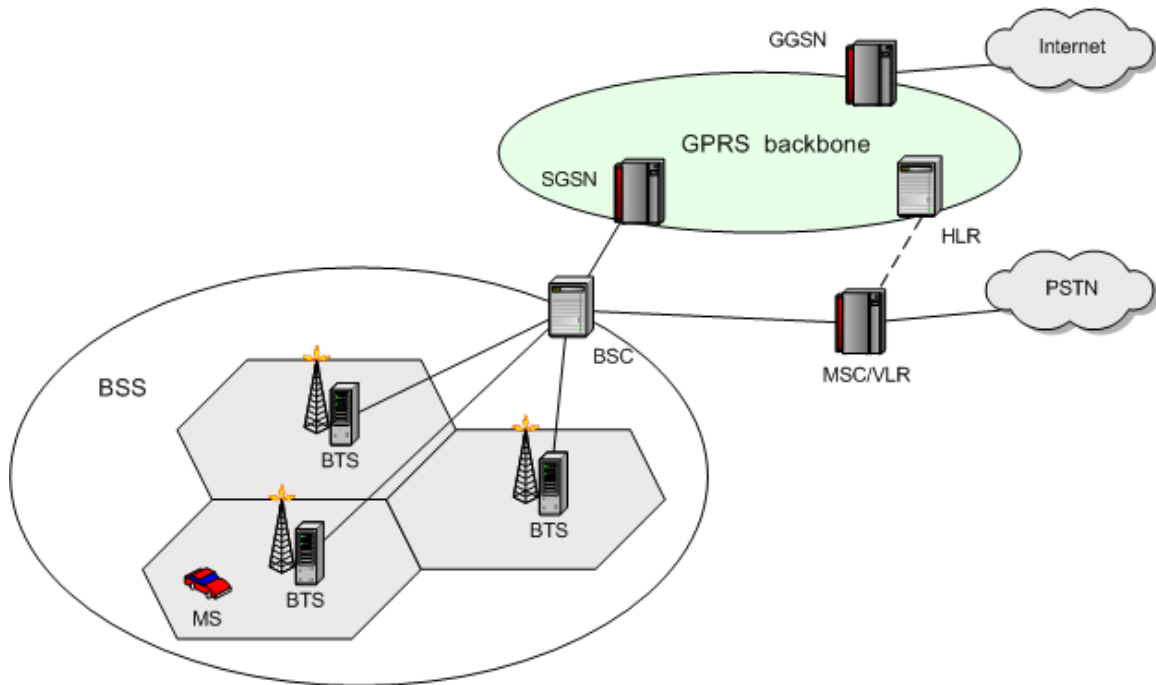 GGSN
Internet
GPRS backbone
SGSN
HLR
PSTN
BSC
MSC/VLR
BSS
BTS
BTS
BTS
MS